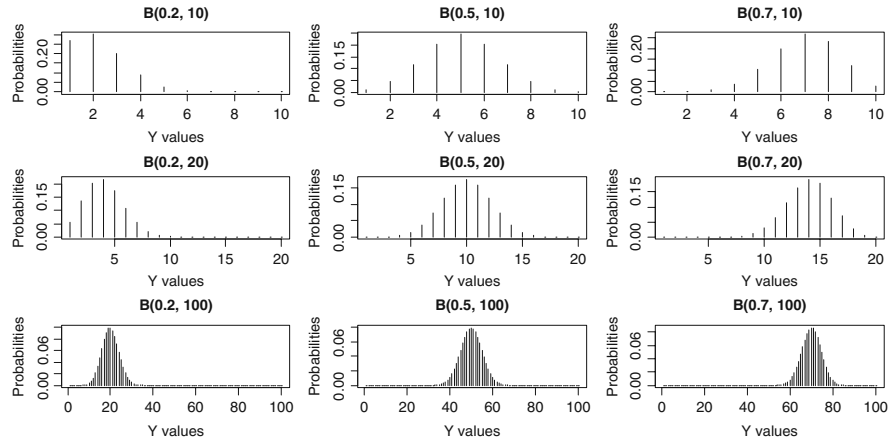 B(0.2, 10)
Probabilities
0.00 0.20
2 4 6 8 10
Y values
B(0.5, 10)
Probabilities
0.00 0.15
2 4 6 8 10
Y values
B(0.7, 10)
Probabilities
0.00 0.20
2 4 6 8 10
Y values
B(0.2, 20)
Probabilities
0.00 0.15
5 10 15 20
Y values
B(0.5, 20)
Probabilities
0.00 0.15
5 10 15 20
Y values
B(0.7, 20)
Probabilities
0.00 0.15
5 10 15 20
Y values
B(0.2, 100)
Probabilities
0.00 0.06
0 20 40 60 80 100
Y values
B(0.5, 100)
Probabilities
0.00 0.06
0 20 40 60 80 100
Y values
B(0.7, 100)
Probabilities
0.00 0.06
0 20 40 60 80 100
Y values